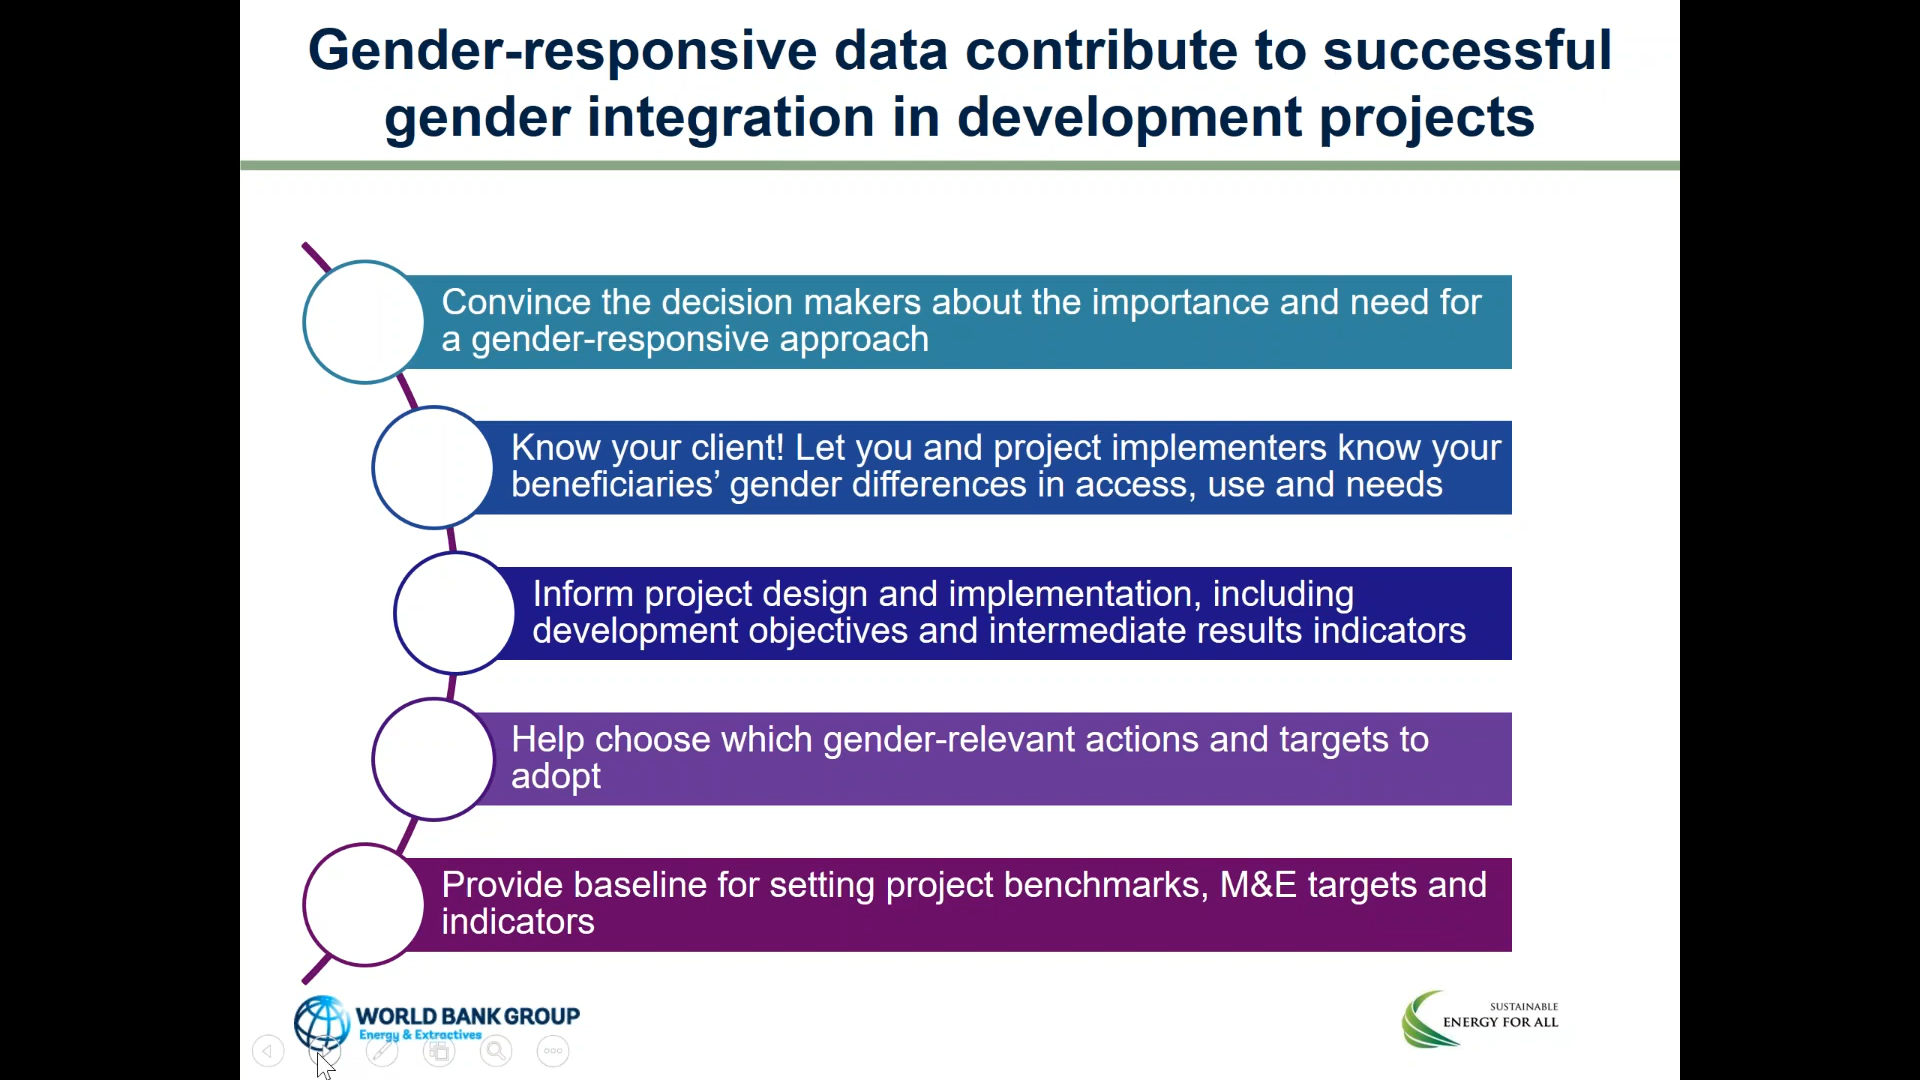 Gender-responsive data contribute to successful
gender integration in development projects
Convince the decision makers about the importance and need for
a gender-responsive approach
Know your client! Let you and project implementers know your
beneficiaries’ gender differences in access, use and needs
Inform project design and implementation, including
development objectives and intermediate results indicators
Help choose which gender-relevant actions and targets to
adopt
Provide baseline for setting project benchmarks, M&E targets and
indicators
WORLD BANK GROUP
Energy & Extractives
SUSTAINABLE
ENERGY FOR ALL